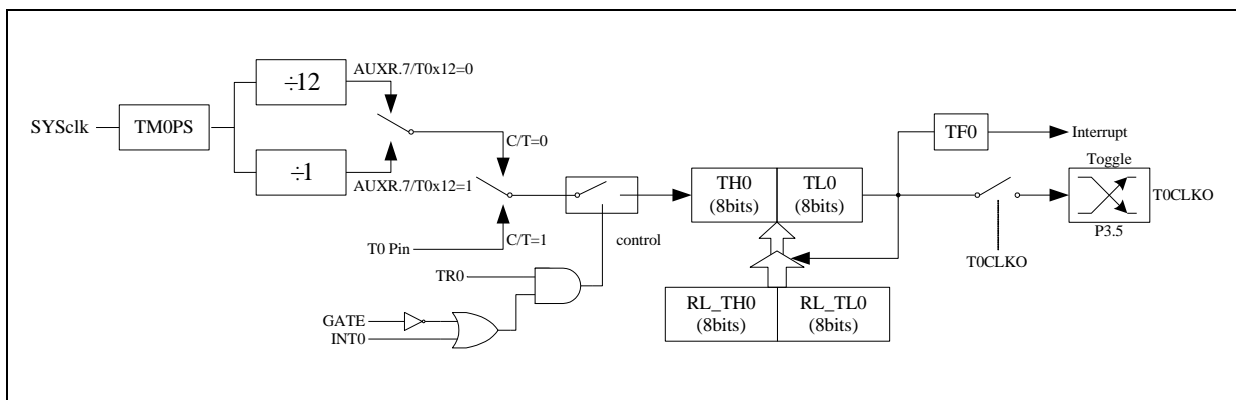 ÷12
AUXR.7/T0x12=0
SYSclk
TM0PS
C/T=0
÷1
AUXR.7/T0x12=1
T0 Pin
C/T=1
control
TR0
GATE
INT0
TH0
(8bits)
TL0
(8bits)
RL_TH0
(8bits)
RL_TL0
(8bits)
TF0
Interrupt
Toggle
T0CLKO
P3.5
T0CLKO